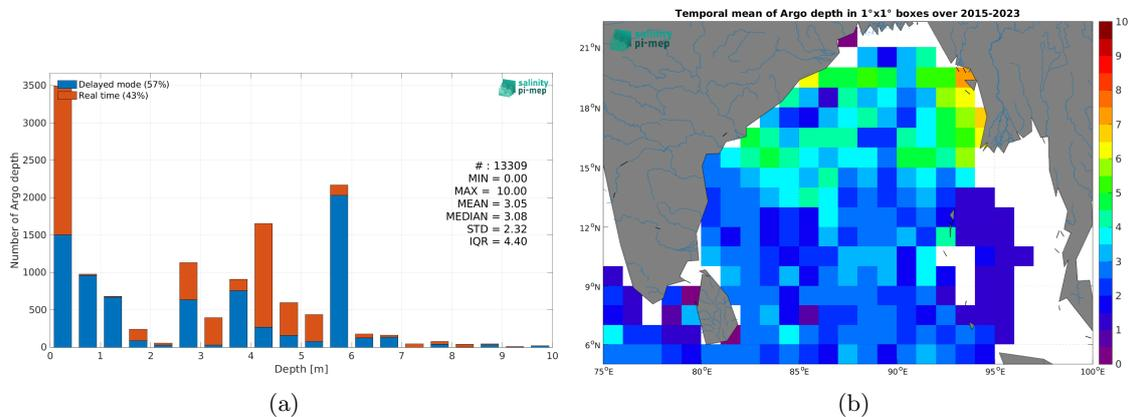 Temporal mean of Argo depth in 1°x1° boxes over 2015-2023
3500
3000
2500
2000
1500
1000
500
0
Number of Argo depth
Delayed mode (57%)
Real time (43%)
salinity
pi-mep
# : 13309
MIN = 0.00
MAX = 10.00
MEAN = 3.05
MEDIAN = 3.08
STD = 2.32
IQR = 4.40
0 1 2 3 4 5 6 7 8 9 10
Depth [m]
(a)
salinity
pi-mep
21°N
18°N
15°N
12°N
9°N
6°N
75°E 80°E 85°E 90°E 95°E 100°E
10
9
8
7
6
5
4
3
2
1
0
(b)